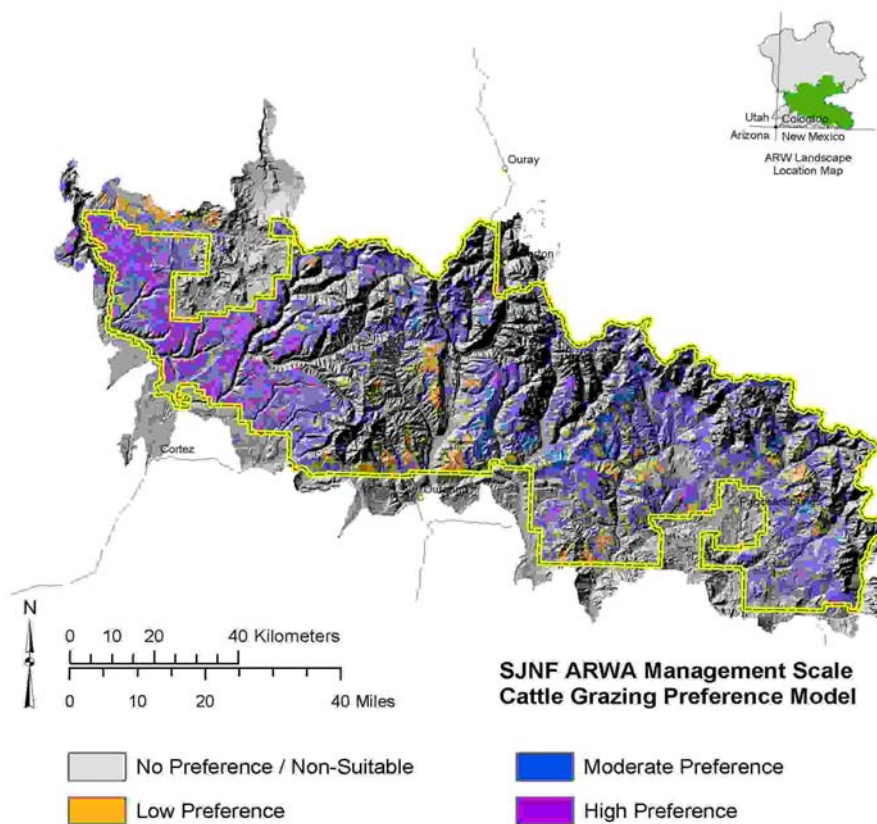 Ouray
Utah
Colorado
Arizona
New Mexico
ARW Landscape
Location Map
Cortez
N
0 10 20 40 Kilometers
0 10 20 40 Miles
SJNF ARWA Management Scale
Cattle Grazing Preference Model
No Preference / Non-Suitable
Moderate Preference
Low Preference
High Preference